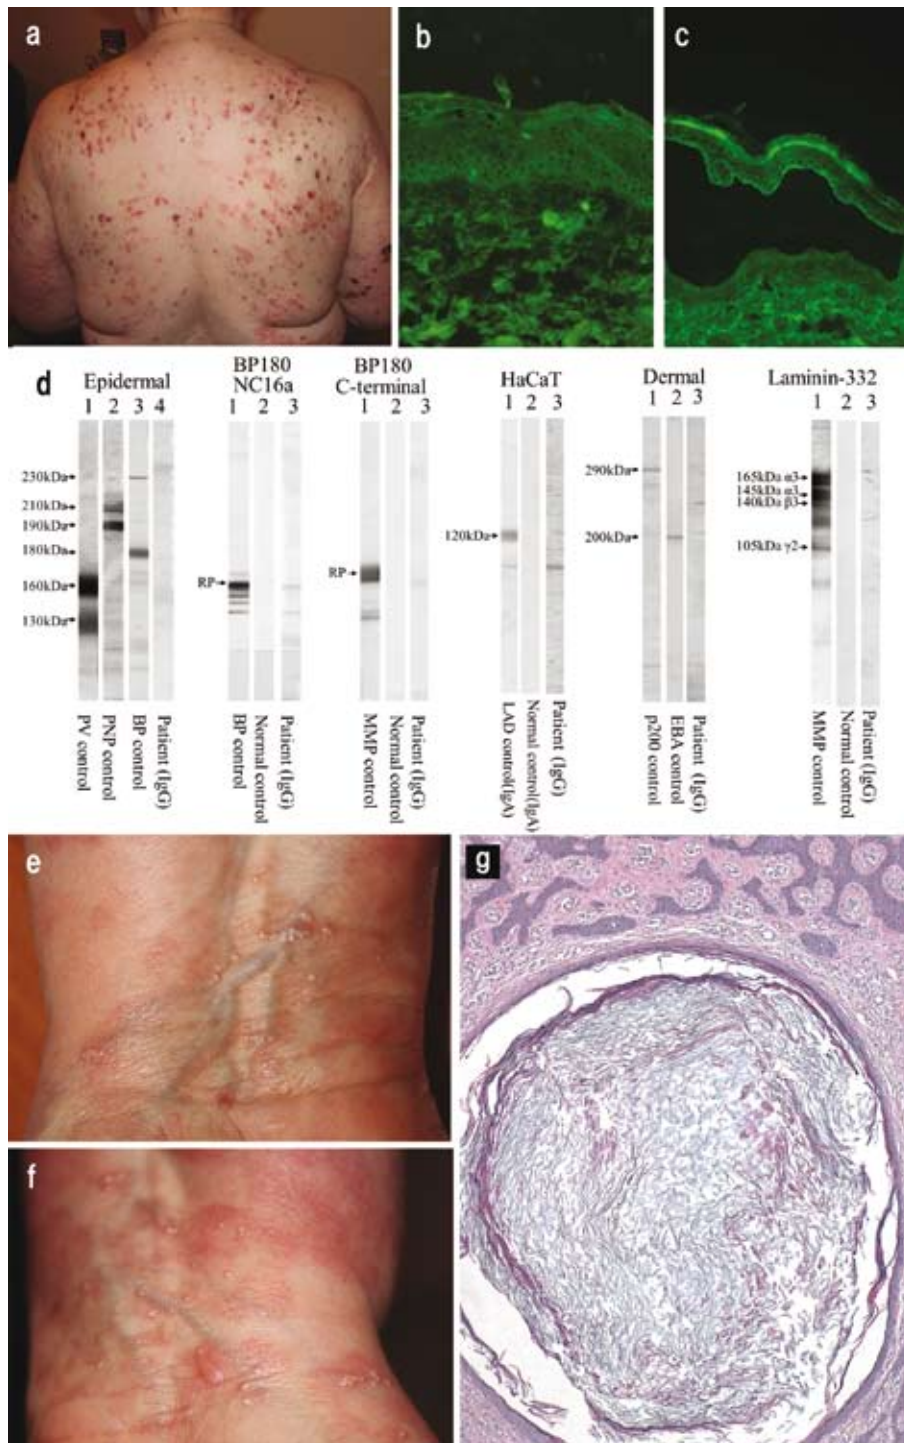 a
b
c
d
Epidermal
1 2 3 4
230kDa
210kDa
190kDa
180kDa
160kDa
130kDa
PV control
PNP control
BP control
Patient (IgG)
BP180
NC16a
1 2 3
RP
BP control
Normal control
Patient (IgG)
BP180
C-terminal
1 2 3
RP
MMP control
Normal control
Patient (IgG)
HaCaT
1 2 3
120kDa
LAD control(IgA)
Normal control(IgA)
Patient (IgG)
Dermal
1 2 3
290kDa
200kDa
p200 control
EBA control
Patient (IgG)
Laminin-332
1 2 3
165kDa α3
145kDa α3
140kDa β3
105kDa γ2
MMP control
Normal control
Patient (IgG)
e
f
g